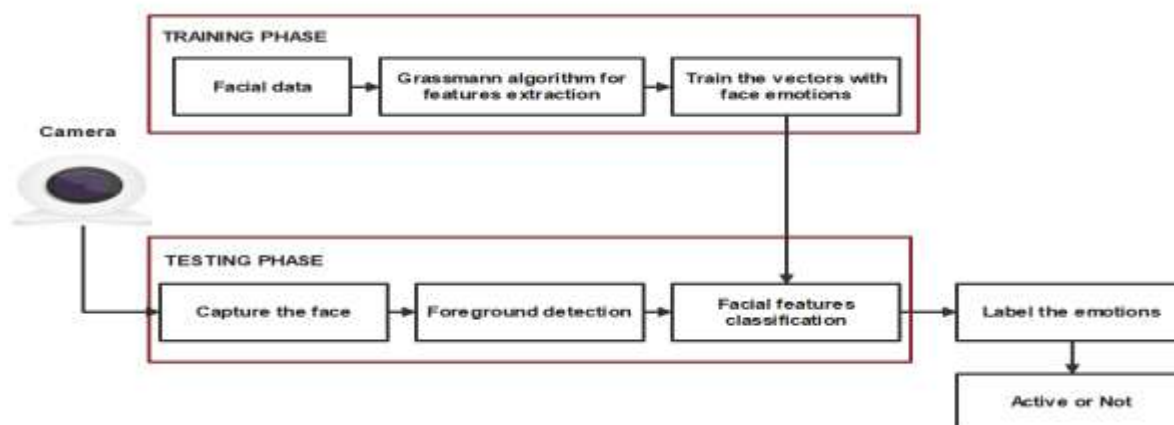 TRAINING PHASE
Facial data
Grassmann algorithm for
features extraction
Train the vectors with
face emotions
Camera
TESTING PHASE
Capture the face
Foreground detection
Facial features
classification
Label the emotions
Active or Not